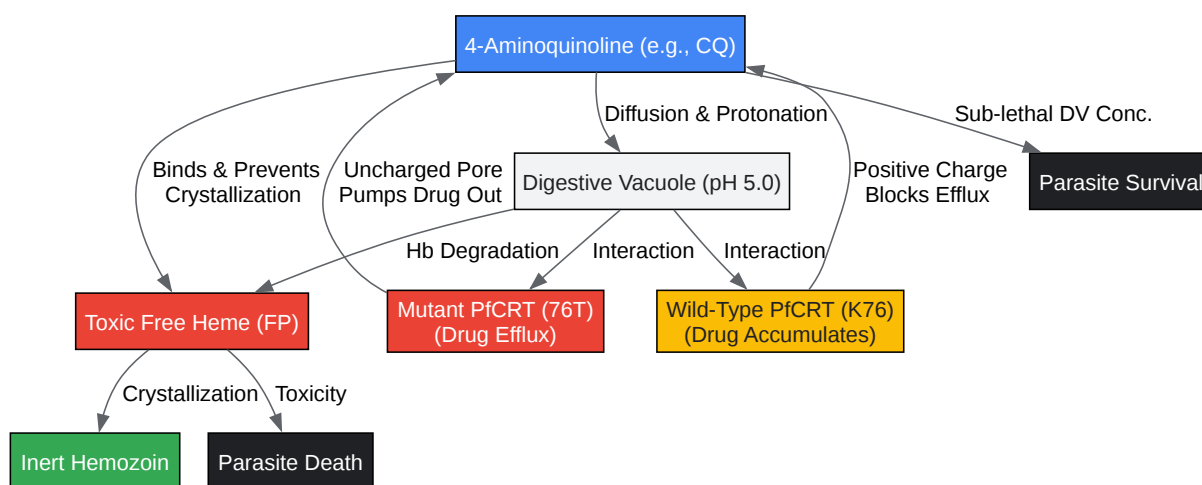 4-Aminoquinoline (e.g., CQ)
Diffusion & Protonation
Sub-lethal DV Conc.
Binds & Prevents
Crystallization
Uncharged Pore
Pumps Drug Out
Digestive Vacuole (pH 5.0)
Positive Charge
Blocks Efflux
Parasite Survival
Hb Degradation
Interaction
Interaction
Toxic Free Heme (FP)
Mutant PfCRT (76T)
(Drug Efflux)
Wild-Type PfCRT (K76)
(Drug Accumulates)
Crystallization
Toxicity
Inert Hemozoin
Parasite Death